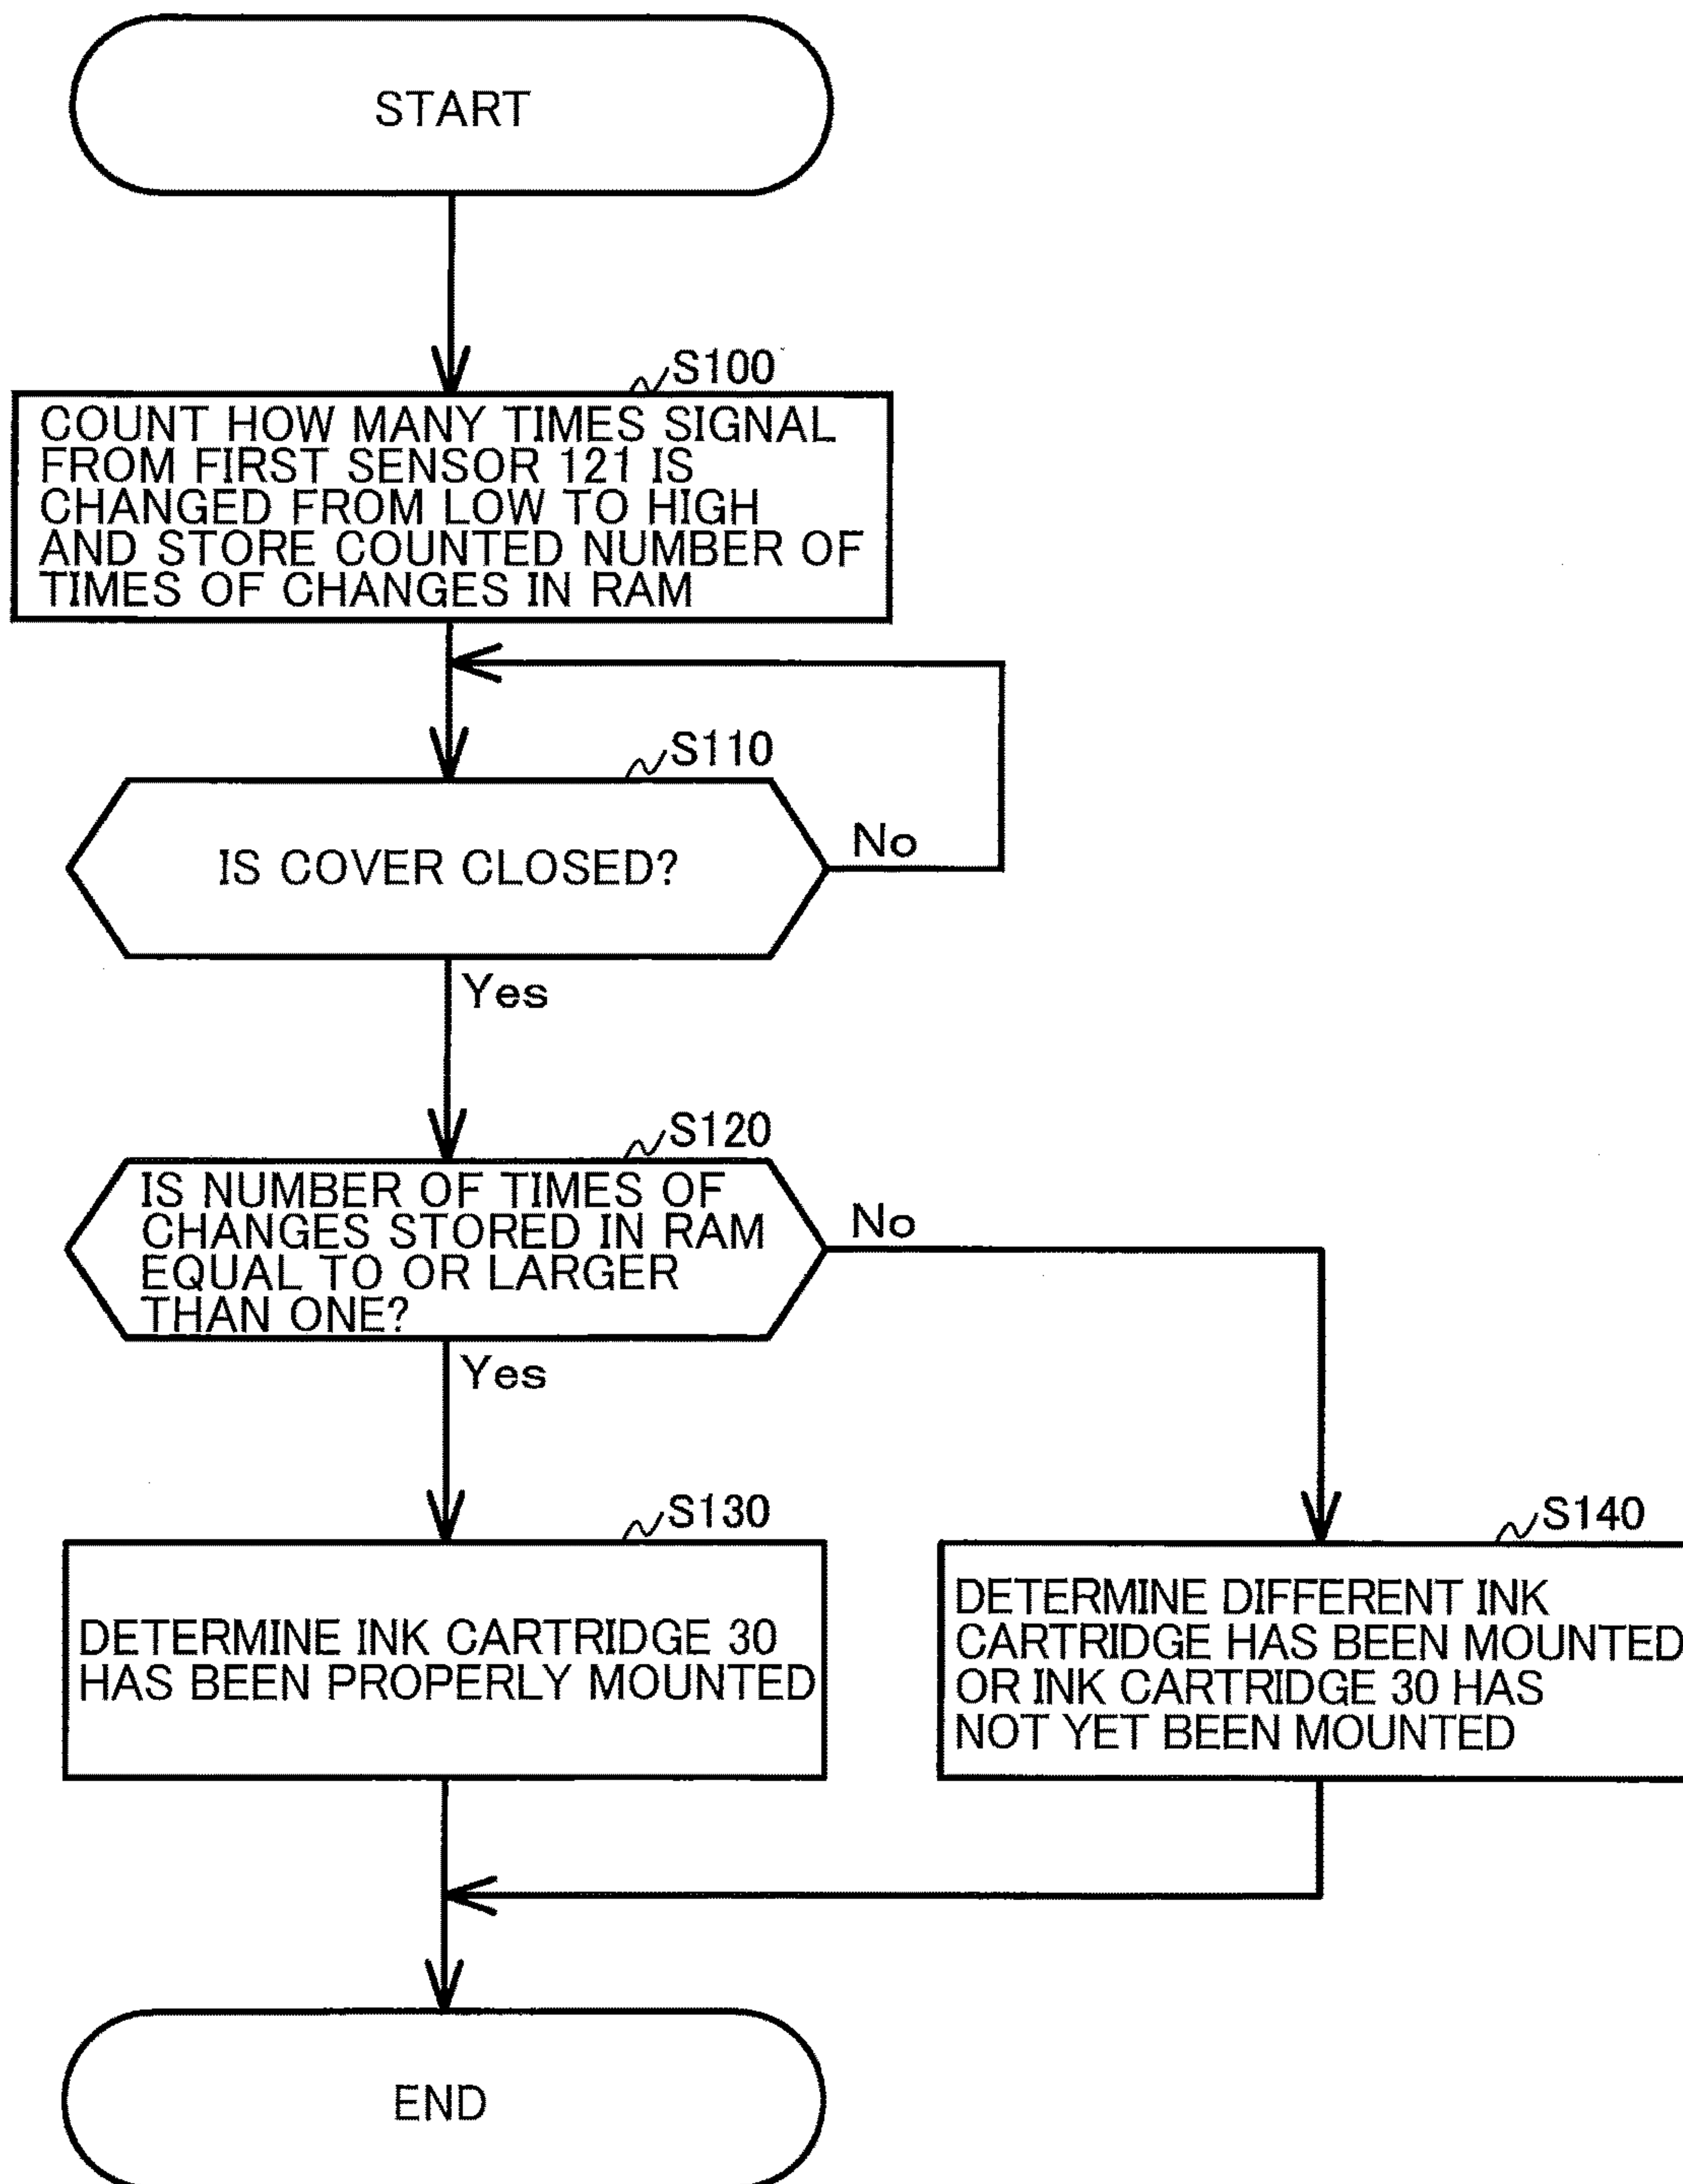 START
S100
COUNT HOW MANY TIMES SIGNAL
FROM FIRST SENSOR 121 IS
CHANGED FROM LOW TO HIGH
AND STORE COUNTED NUMBER OF
TIMES OF CHANGES IN RAM
S110
IS COVER CLOSED?
No
Yes
S120
IS NUMBER OF TIMES OF
CHANGES STORED IN RAM
EQUAL TO OR LARGER
THAN ONE?
No
Yes
S130
DETERMINE INK CARTRIDGE 30
HAS BEEN PROPERLY MOUNTED
S140
DETERMINE DIFFERENT INK
CARTRIDGE HAS BEEN MOUNTED
OR INK CARTRIDGE 30 HAS
NOT YET BEEN MOUNTED
END